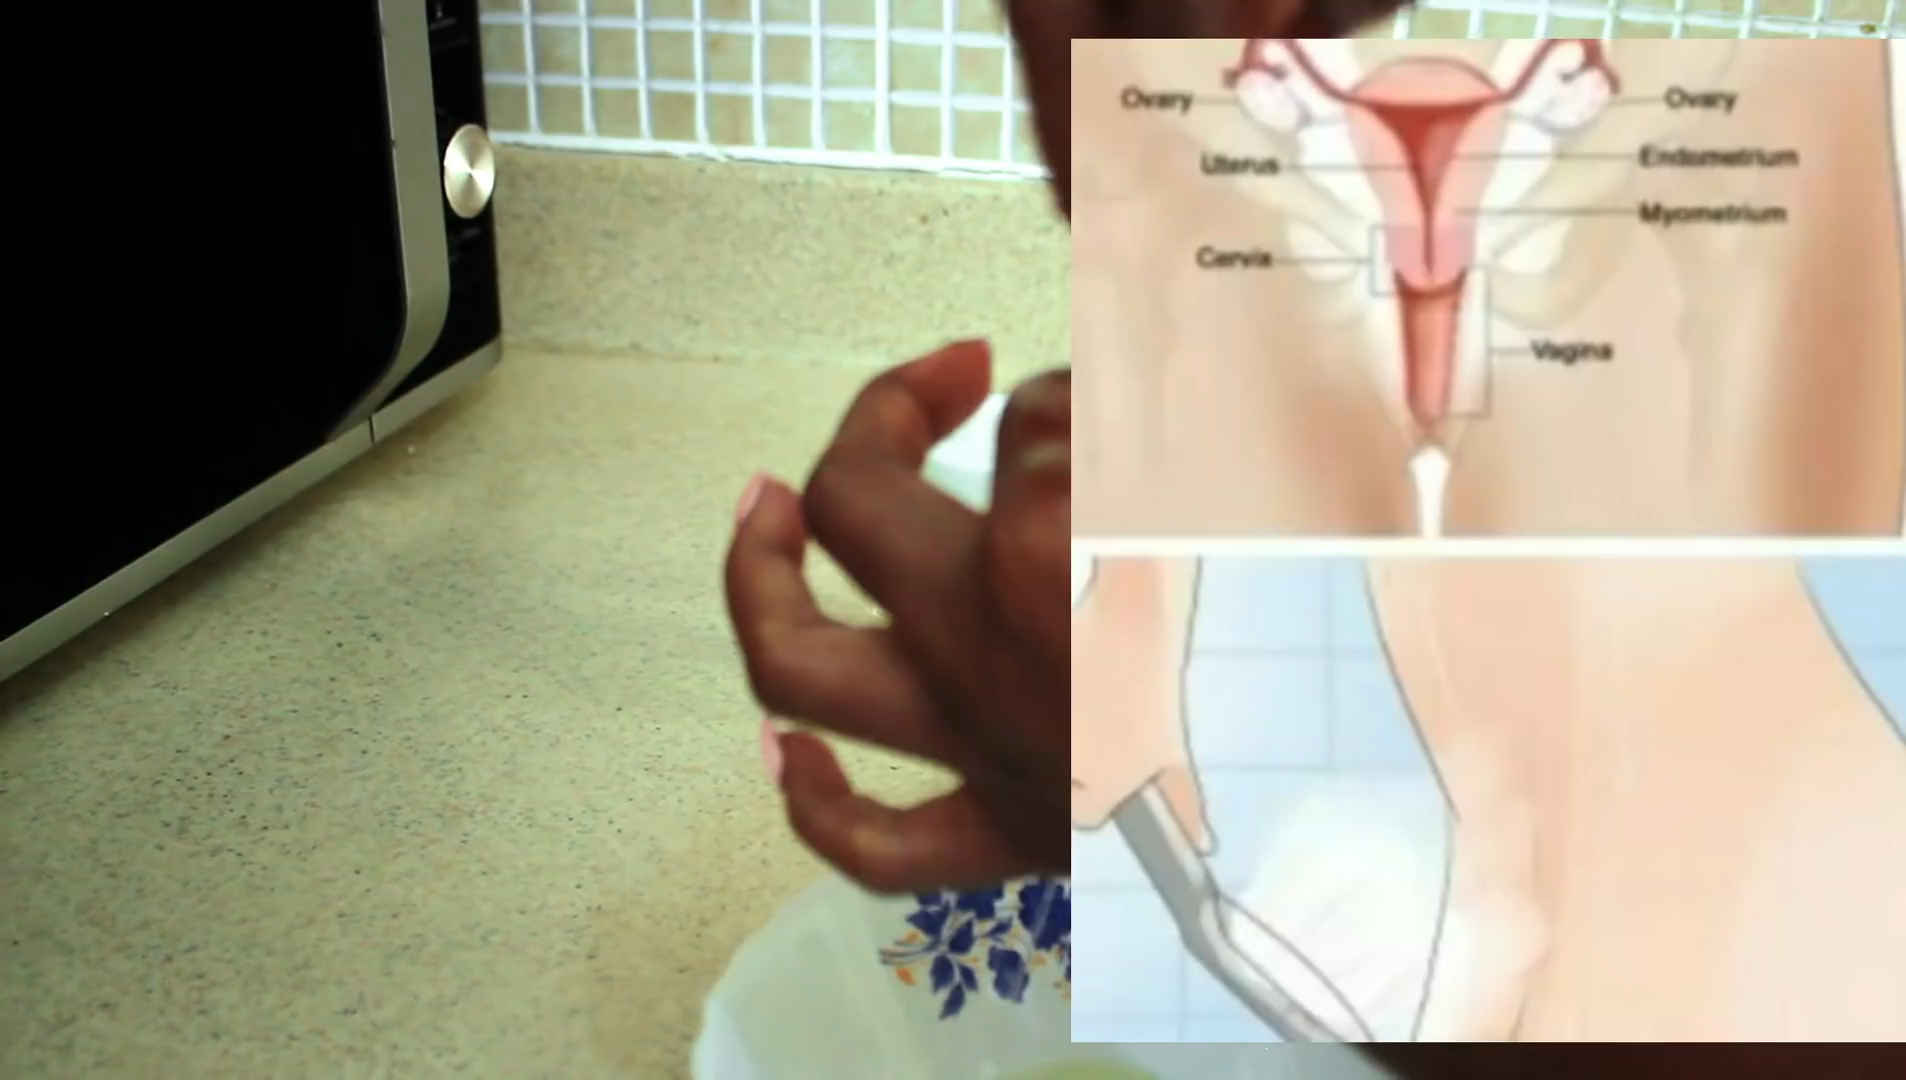 Ovary
Ovary
Uterus
Endometrium
Myometrium
Cervix
Vagina